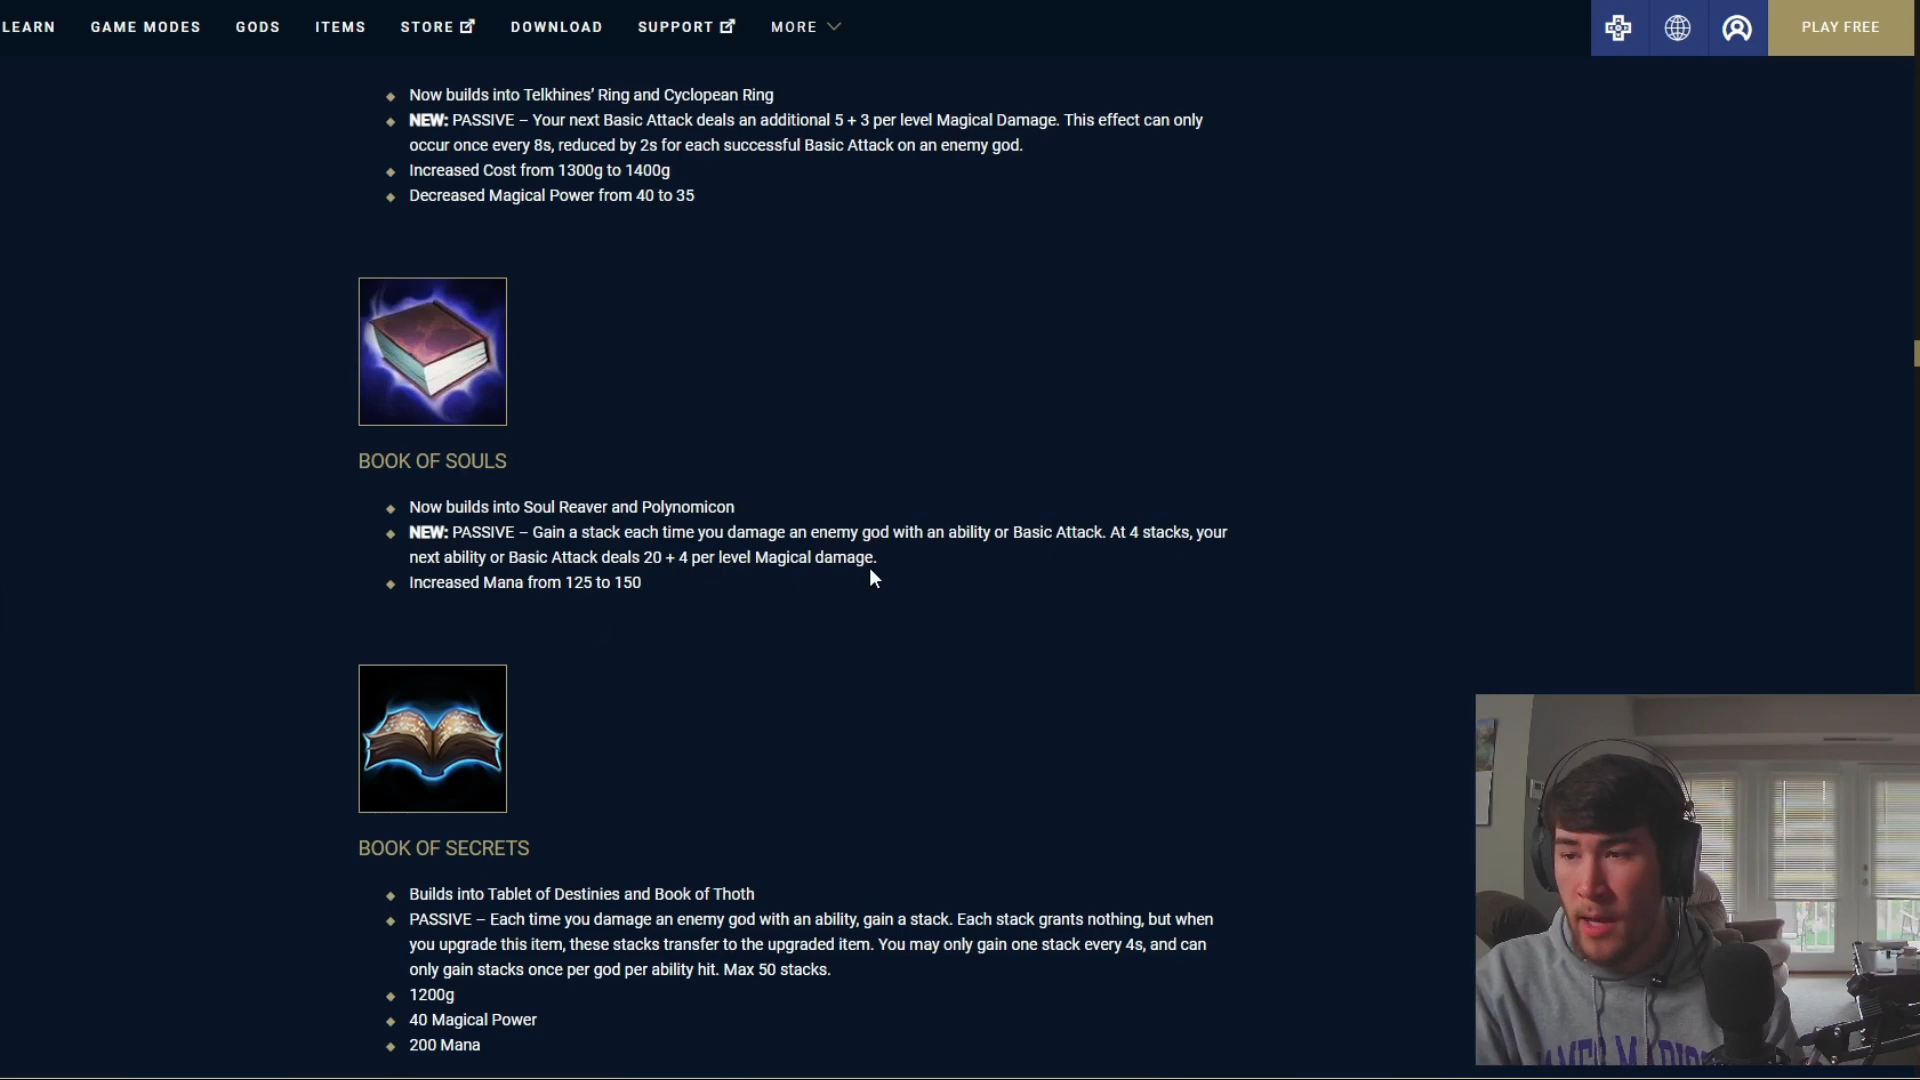 LEARN
GAME MODES
GODS
ITEMS
STORE
DOWNLOAD
SUPPORT
MORE
PLAY FREE
Now builds into Telkhines’ Ring and Cyclopean Ring
NEW: PASSIVE – Your next Basic Attack deals an additional 5 + 3 per level Magical Damage. This effect can only
occur once every 8s, reduced by 2s for each successful Basic Attack on an enemy god.
Increased Cost from 1300g to 1400g
Decreased Magical Power from 40 to 35
BOOK OF SOULS
Now builds into Soul Reaver and Polynomicon
NEW: PASSIVE – Gain a stack each time you damage an enemy god with an ability or Basic Attack. At 4 stacks, your
next ability or Basic Attack deals 20 + 4 per level Magical damage.
Increased Mana from 125 to 150
BOOK OF SECRETS
Builds into Tablet of Destinies and Book of Thoth
PASSIVE – Each time you damage an enemy god with an ability, gain a stack. Each stack grants nothing, but when
you upgrade this item, these stacks transfer to the upgraded item. You may only gain one stack every 4s, and can
only gain stacks once per god per ability hit. Max 50 stacks.
1200g
40 Magical Power
200 Mana